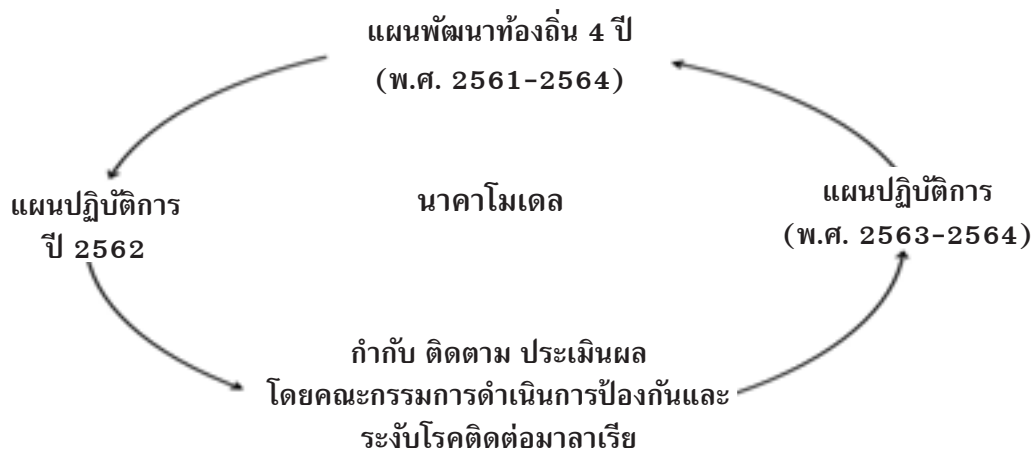 แผนพัฒนาท้องถิ่น 4 ปี
(พ.ศ. 2561-2564)
แผนปฏิบัติการ
ปี 2562
นาคาโมเดล
แผนปฏิบัติการ
(พ.ศ. 2563-2564)
กำกับ ติดตาม ประเมินผล
โดยคณะกรรมการดำเนินการป้องกันและ
ระงับโรคติดต่อมาลาเรีย